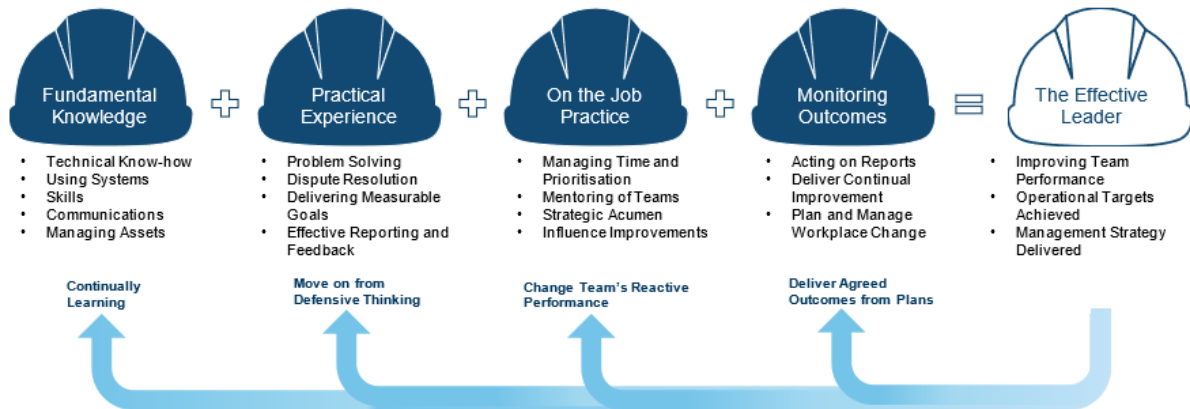 Fundamental
Knowledge
Practical
Experience
On the Job
Practice
Monitoring
Outcomes
The Effective
Leader
• Technical Know-how
• Using Systems
• Skills
• Communications
• Managing Assets
• Problem Solving
• Dispute Resolution
• Delivering Measurable
Goals
• Effective Reporting and
Feedback
• Managing Time and
Prioritisation
• Mentoring of Teams
• Strategic Acumen
• Influence Improvements
• Acting on Reports
• Deliver Continual
Improvement
• Plan and Manage
Workplace Change
• Improving Team
Performance
• Operational Targets
Achieved
• Management Strategy
Delivered
Continually
Learning
Move on from
Defensive Thinking
Change Team's Reactive
Performance
Deliver Agreed
Outcomes from Plans